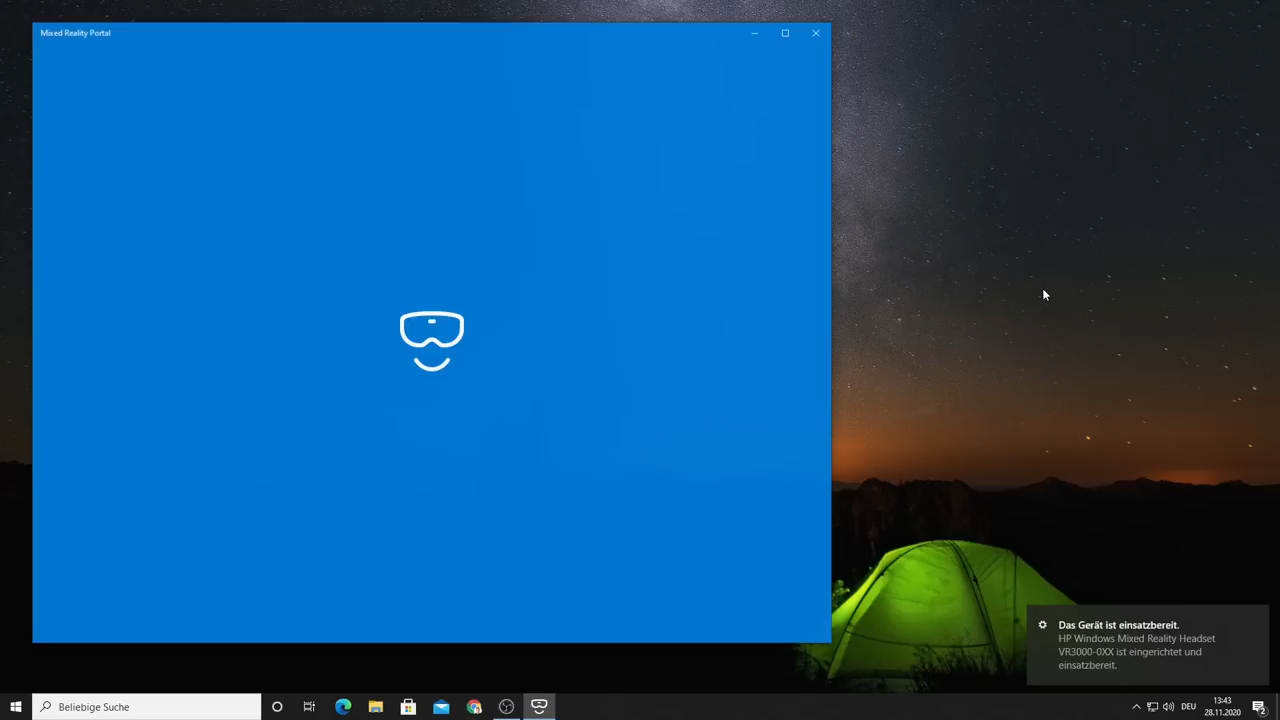 Mixed Reality Portal
Das Gerät ist einsatzbereit.
HP Windows Mixed Reality Headset
VR3000-0XX ist eingerichtet und
einsatzbereit.
Beliebige Suche
DEU
13:43
28.11.2020
2